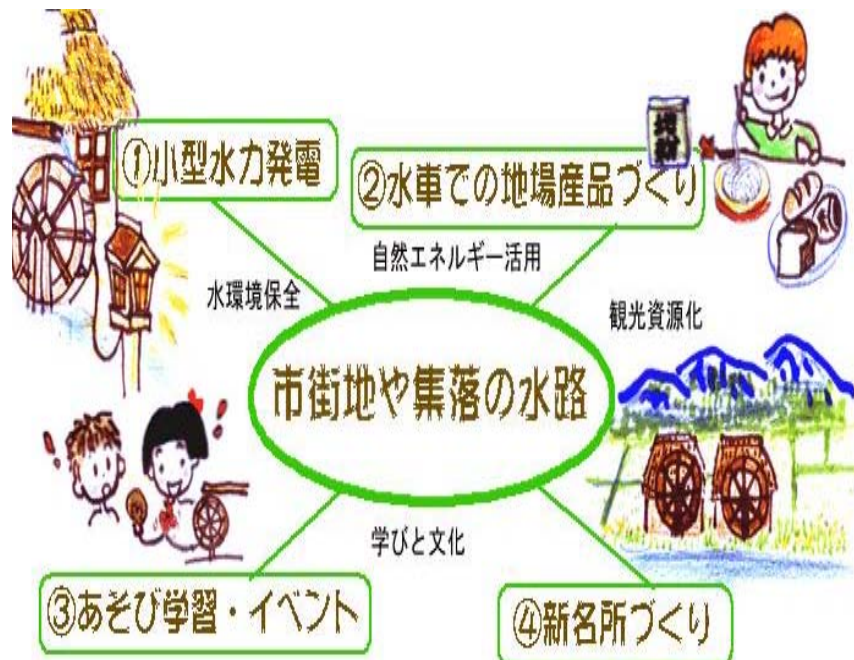 ①小型水力発電
②水車での地場産品づくり
自然エネルギー活用
水環境保全
観光資源化
市街地や集落の水路
学びと文化
③あそび学習・イベント
④新名所づくり